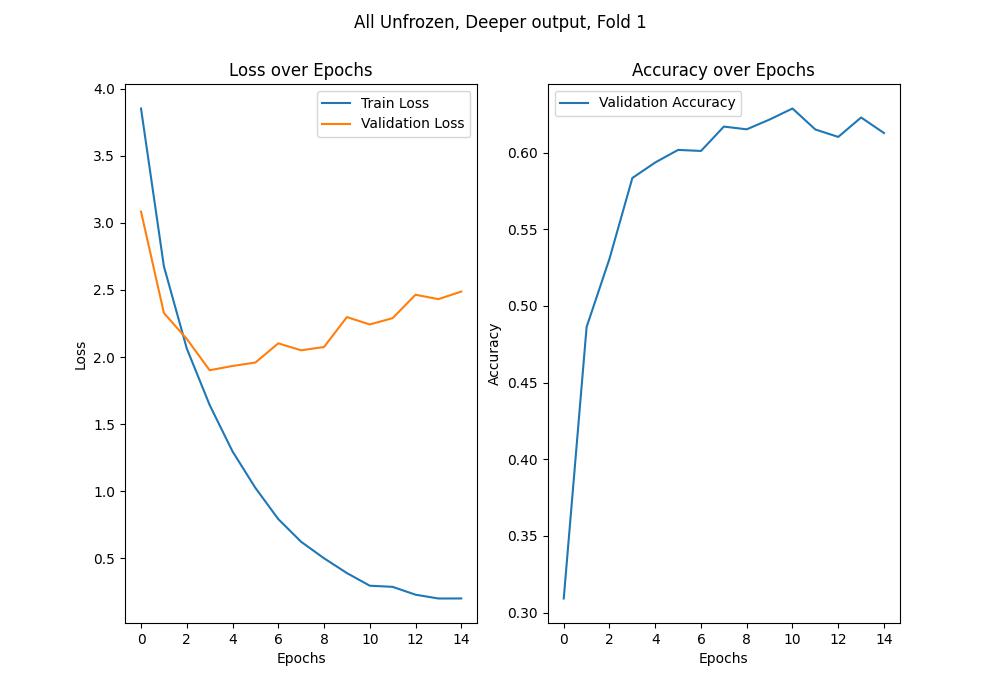 All Unfrozen, Deeper output, Fold 1
Loss over Epochs
4.0
3.5
3.0
2.5
2.0
1.5
1.0
0.5
Loss
Train Loss
Validation Loss
0 2 4 6 8 10 12 14
Epochs
Accuracy over Epochs
0.60
0.55
0.50
0.45
0.40
0.35
0.30
Accuracy
Validation Accuracy
0 2 4 6 8 10 12 14
Epochs